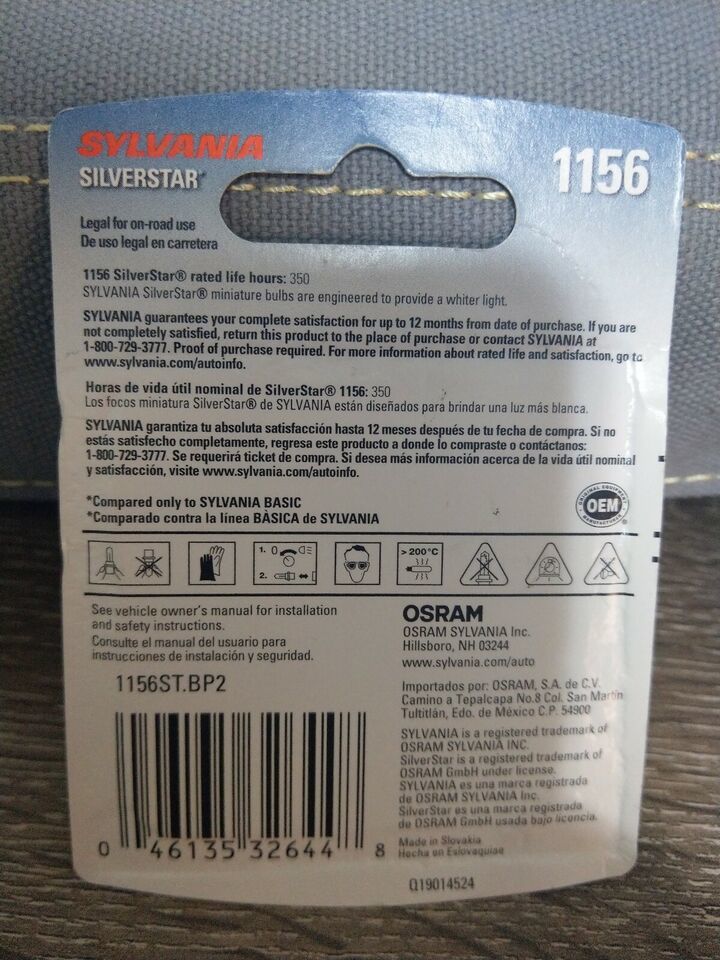 SYLVANIA
SILVERSTAR®
1156
Legal for on-road use
De uso legal en carretera
1156 SilverStar® rated life hours: 350
SYLVANIA SilverStar® miniature bulbs are engineered to provide a whiter light.
SYLVANIA guarantees your complete satisfaction for up to 12 months from date of purchase. If you are
not completely satisfied, return this product to the place of purchase or contact SYLVANIA at
1-800-729-3777. Proof of purchase required. For more information about rated life and satisfaction, go to
www.sylvania.com/autoinfo.
Horas de vida útil nominal de SilverStar® 1156: 350
Los focos miniatura SilverStar® de SYLVANIA están diseñados para brindar una luz más blanca.
SYLVANIA garantiza tu absoluta satisfacción hasta 12 meses después de tu fecha de compra. Si no
estás satisfecho completamente, regresa este producto a donde lo compraste o contáctanos:
1-800-729-3777. Se requerirá ticket de compra. Si desea más información acerca de la vida útil nominal
y satisfacción, visite www.sylvania.com/autoinfo.
*Compared only to SYLVANIA BASIC
*Comparado contra la línea BÁSICA de SYLVANIA
ORIGINAL EQUIPMENT
OEM
MANUFACTURER
®
1. 0
2.
>200°C
See vehicle owner's manual for installation
and safety instructions.
Consulte el manual del usuario para
instrucciones de instalación y seguridad.
1156ST.BP2
0 46135 32644 8
OSRAM
OSRAM SYLVANIA Inc.
Hillsboro, NH 03244
www.sylvania.com/auto
Importados por: OSRAM, S.A. de C.V.
Camino a Tepalcapa No.8 Col. San Martín
Tultitlán, Edo. de México C.P. 54900
SYLVANIA is a registered trademark of
OSRAM SYLVANIA INC.
SilverStar is a registered trademark of
OSRAM GmbH under license.
SYLVANIA es una marca registrada
de OSRAM SYLVANIA Inc.
SilverStar es una marca registrada
de OSRAM GmbH usada bajo licencia.
Made in Slovakia
Hecho en Eslovaquiae
Q19014524